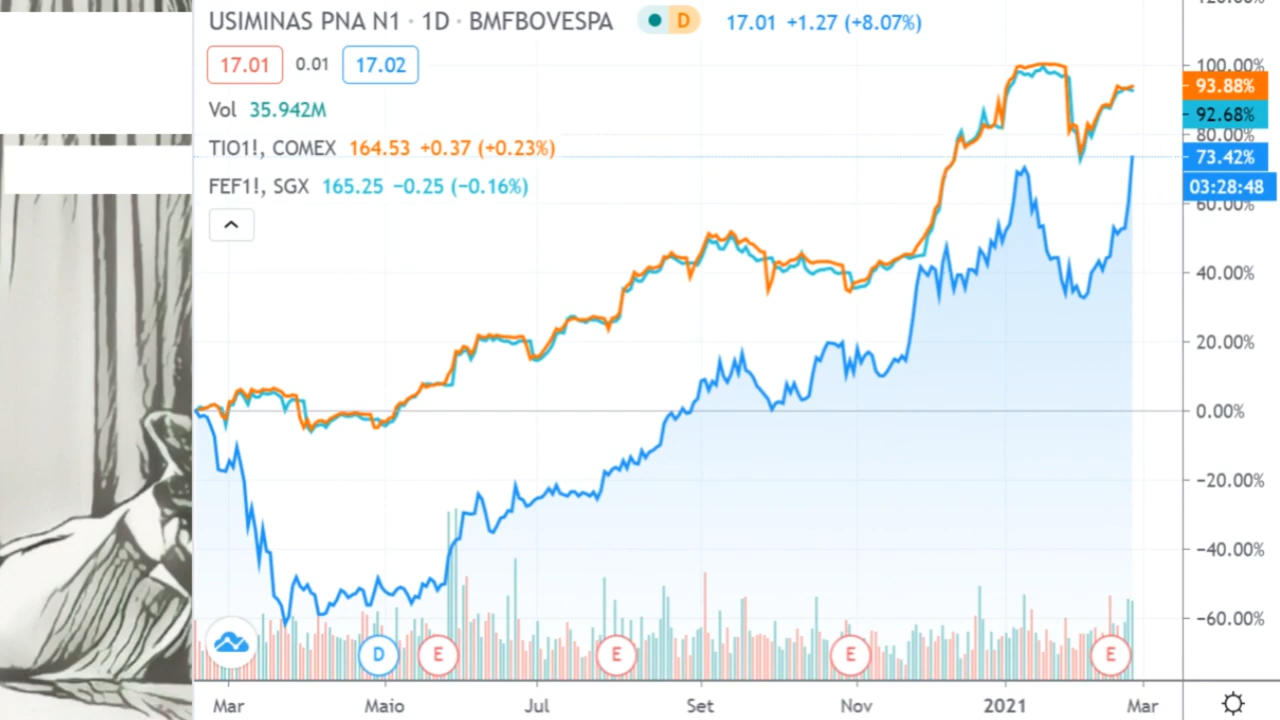 USIMINAS PNA N1 · 1D · BMFBOVESPA D 17.01 +1.27 (+8.07%)
17.01 0.01 17.02
Vol 35.942M
TIO1!, COMEX 164.53 +0.37 (+0.23%)
FEF1!, SGX 165.25 −0.25 (−0.16%)
120.00%
100.00%
93.88%
92.68%
80.00%
73.42%
03:28:48
60.00%
40.00%
20.00%
0.00%
−20.00%
−40.00%
−60.00%
D E E E E
Mar Maio Jul Set Nov 2021 Mar